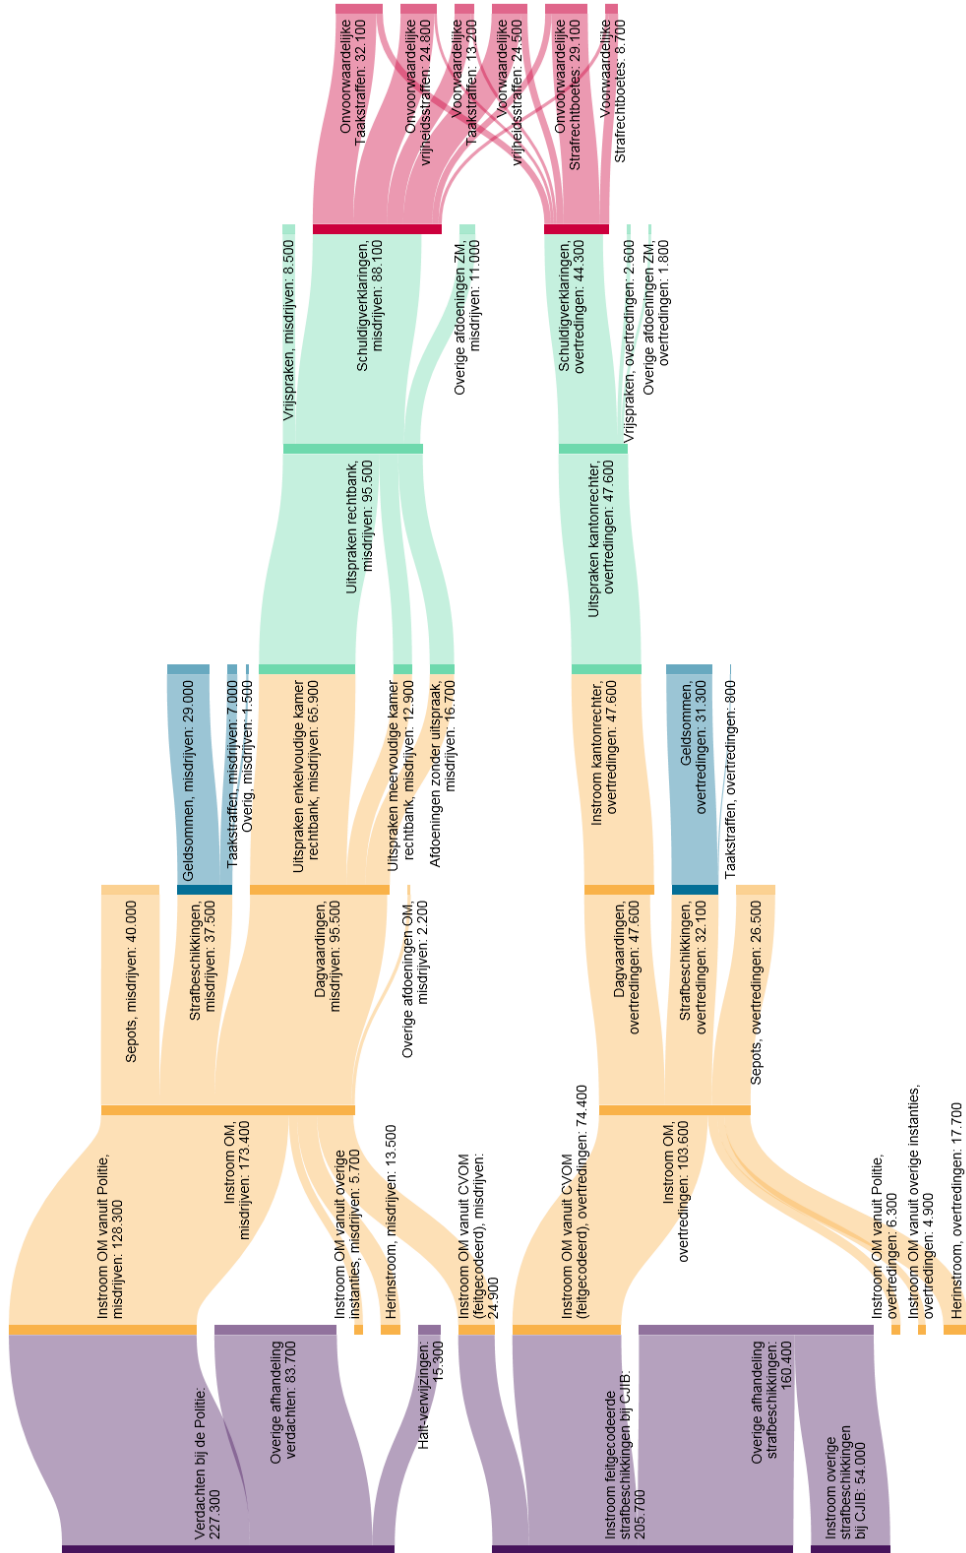 Verdachten bij de Politie:
227.300
Instroom feitgecodeerde
strafbeschikkingen bij CJIB:
205.700
Instroom overige
strafbeschikkingen
bij CJIB: 54.000
Instroom OM vanuit Politie,
misdrijven: 128.300
Overige afhandeling
verdachten: 83.700
Instroom OM vanuit overige
instanties, misdrijven: 5.700
Herinstroom, misdrijven: 13.500
Halt-verwijzingen:
15.300
Instroom OM vanuit CVOM
(feitgecodeerd), misdrijven:
24.900
Instroom OM vanuit CVOM
(feitgecodeerd), overtredingen: 74.400
Overige afhandeling
strafbeschikkingen:
160.400
Instroom OM vanuit Politie,
overtredingen: 6.300
Instroom OM vanuit overige instanties,
overtredingen: 4.900
Herinstroom, overtredingen: 17.700
Instroom OM,
misdrijven: 173.400
Instroom OM,
overtredingen: 103.600
Sepots, misdrijven: 40.000
Strafbeschikkingen,
misdrijven: 37.500
Dagvaardingen,
misdrijven: 95.500
Overige afdoeningen OM,
misdrijven: 2.200
Dagvaardingen,
overtredingen: 47.600
Strafbeschikkingen,
overtredingen: 32.100
Sepots, overtredingen: 26.500
Geldsommen, misdrijven: 29.000
Taakstraffen, misdrijven: 7.000
Overig, misdrijven: 1.500
Uitspraken enkelvoudige kamer
rechtbank, misdrijven: 65.900
Uitspraken meervoudige kamer
rechtbank, misdrijven: 12.900
Afdoeningen zonder uitspraak,
misdrijven: 16.700
Instroom kantonrechter,
overtredingen: 47.600
Geldsommen,
overtredingen: 31.300
Taakstraffen, overtredingen: 800
Uitspraken rechtbank,
misdrijven: 95.500
Uitspraken kantonrechter,
overtredingen: 47.600
Vrijspraken, misdrijven: 8.500
Schuldigverklaringen,
misdrijven: 88.100
Overige afdoeningen ZM,
misdrijven: 11.000
Schuldigverklaringen,
overtredingen: 44.300
Vrijspraken, overtredingen: 2.600
Overige afdoeningen ZM,
overtredingen: 1.800
Onvoorwaardelijke
Taakstraffen: 32.100
Onvoorwaardelijke
vrijheidsstraffen: 24.800
Voorwaardelijke
Taakstraffen: 13.200
Voorwaardelijke
vrijheidsstraffen: 24.500
Onvoorwaardelijke
Strafrechtboetes: 29.100
Voorwaardelijke
Strafrechtboetes: 8.700